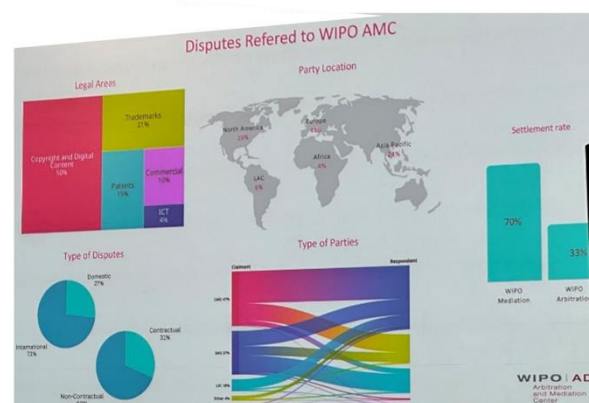 Disputes Refered to WIPO AMC
Legal Areas
Copyright and Digital
Content
50%
Trademarks
21%
Patents
15%
Commercial
10%
ICT
4%
Party Location
North America
Europe
Asia Pacific
Africa
LAC
Settlement rate
70%
33%
WIPO
Mediation
WIPO
Arbitratio
Type of Disputes
Domestic
27%
International
73%
Contractual
Non-Contractual
Type of Parties
Claimant
Respondent
WIPO | AD
Arbitration
and Mediation
Center